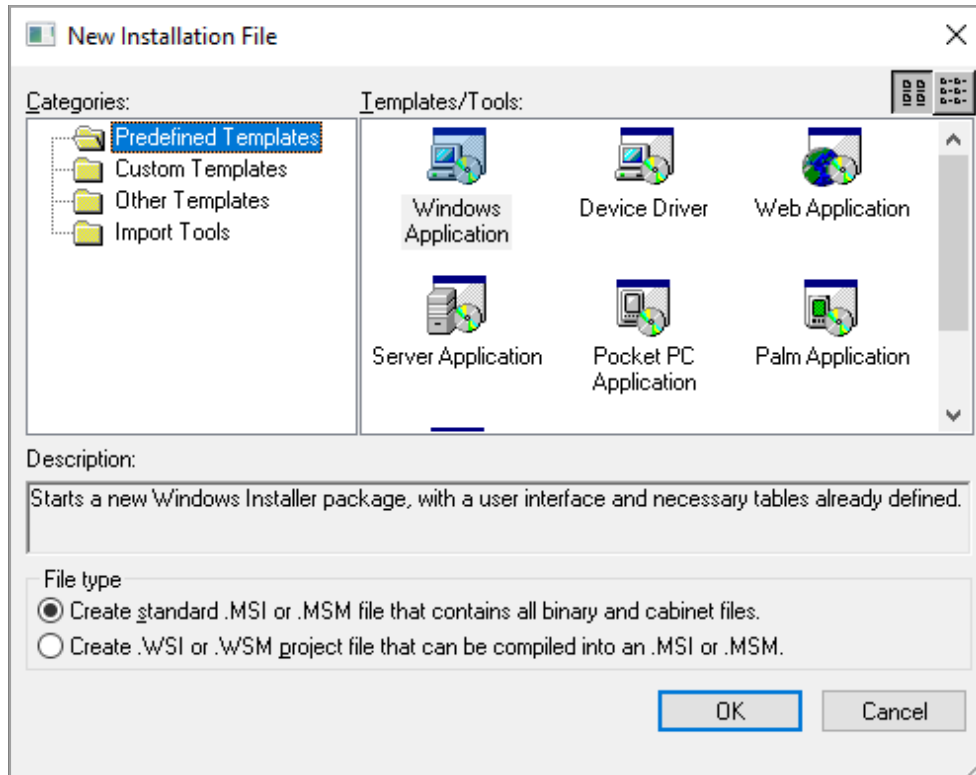 New Installation File
Categories:
Templates/Tools:
Predefined Templates
Custom Templates
Other Templates
Import Tools
Windows
Application
Device Driver
Web Application
Server Application
Pocket PC
Application
Palm Application
Description:
Starts a new Windows Installer package, with a user interface and necessary tables already defined.
File type
Create standard .MSI or .MSM file that contains all binary and cabinet files.
Create .WSI or .WSM project file that can be compiled into an .MSI or .MSM.
OK
Cancel